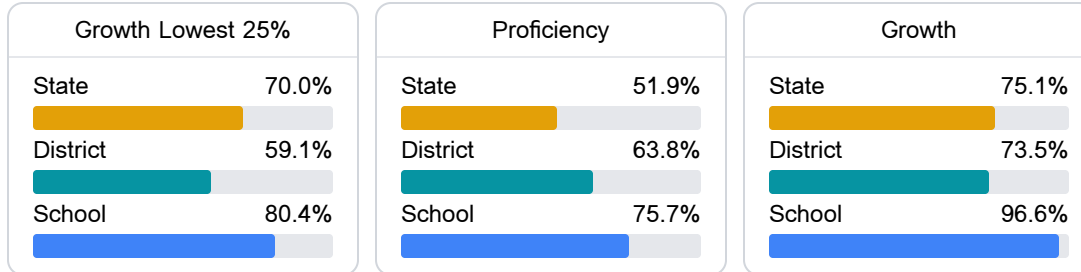 Growth Lowest 25%
State 70.0%
District 59.1%
School 80.4%
Proficiency
State 51.9%
District 63.8%
School 75.7%
Growth
State 75.1%
District 73.5%
School 96.6%